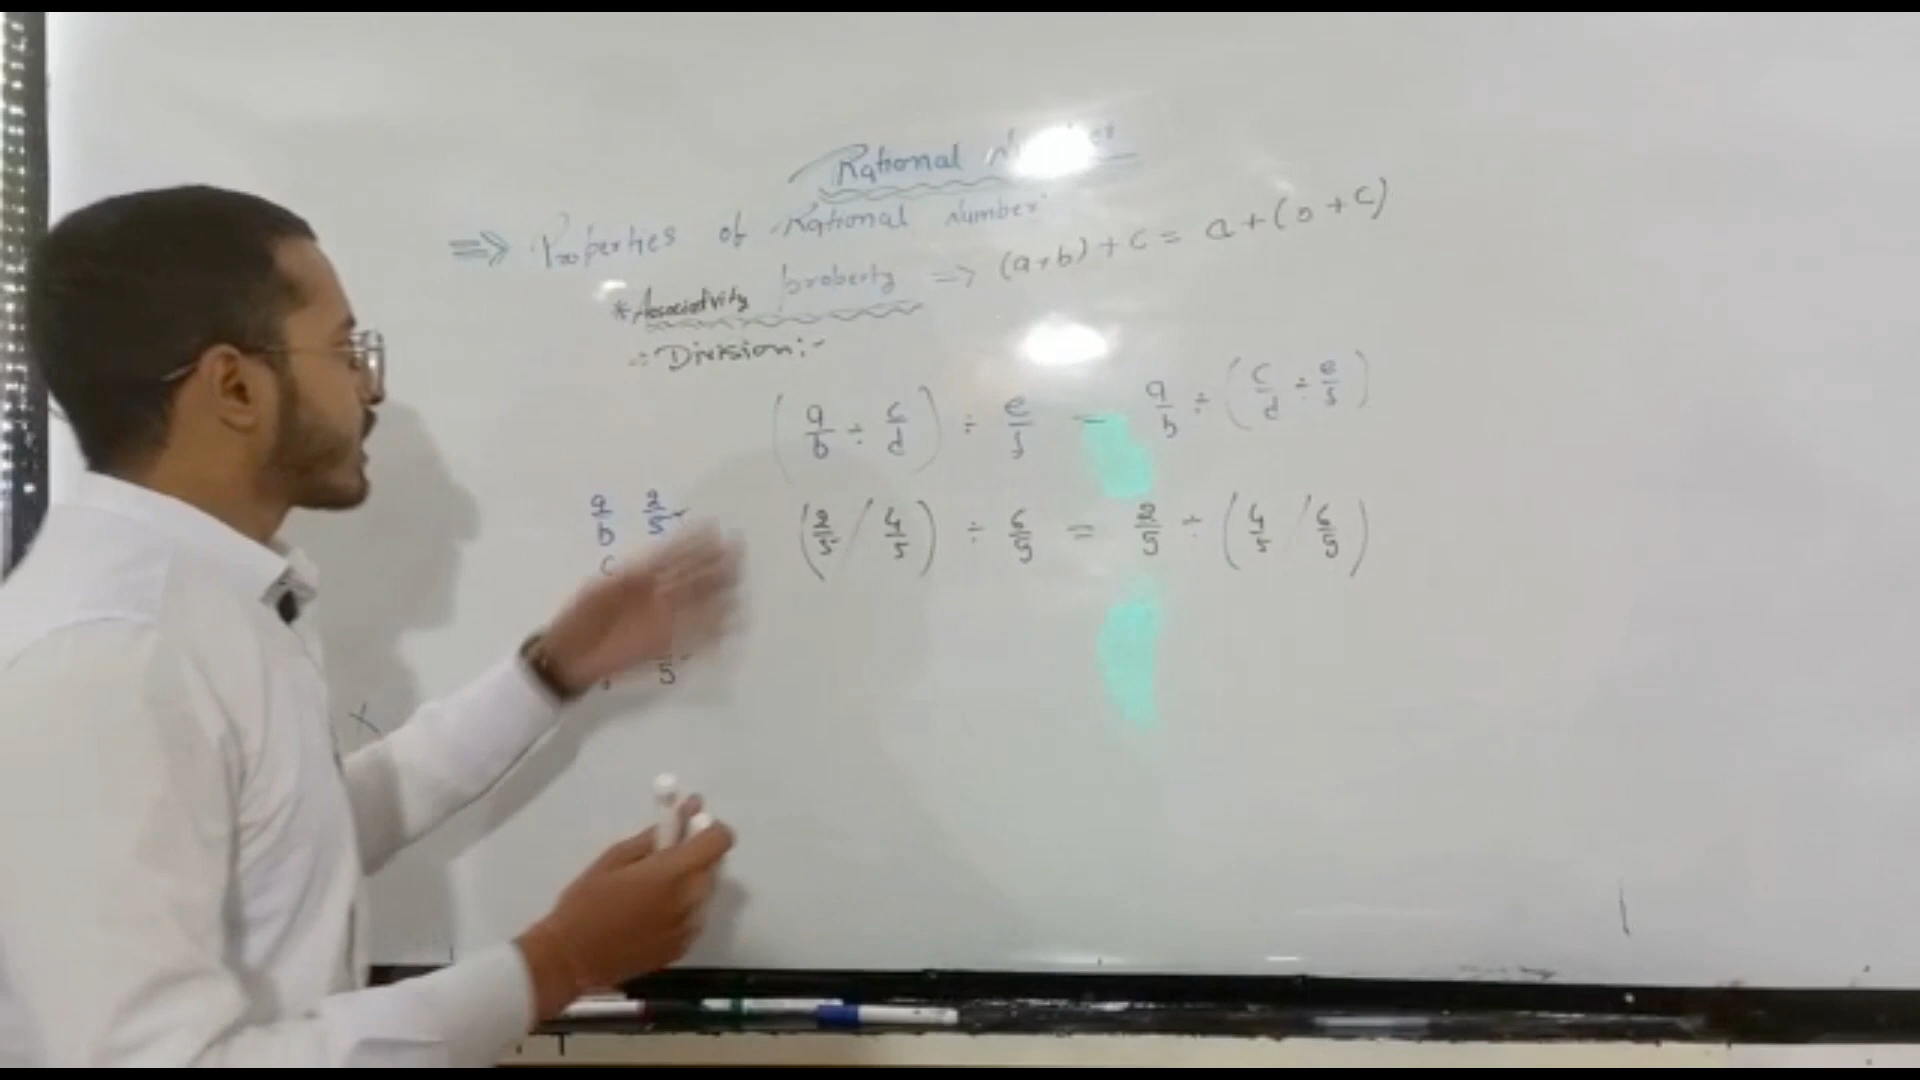 Rational
⇒ Properties of Rational Number
* Associativity property ⇒ (a+b)+c = a+(b+c)
:- Division:-
(a/b ÷ c/d) ÷ e/f = a/b ÷ (c/d ÷ e/f)
a/b 2/5
(2/5 / 4/5) ÷ 6/5 = 2/5 ÷ (4/5 / 6/5)
c
5